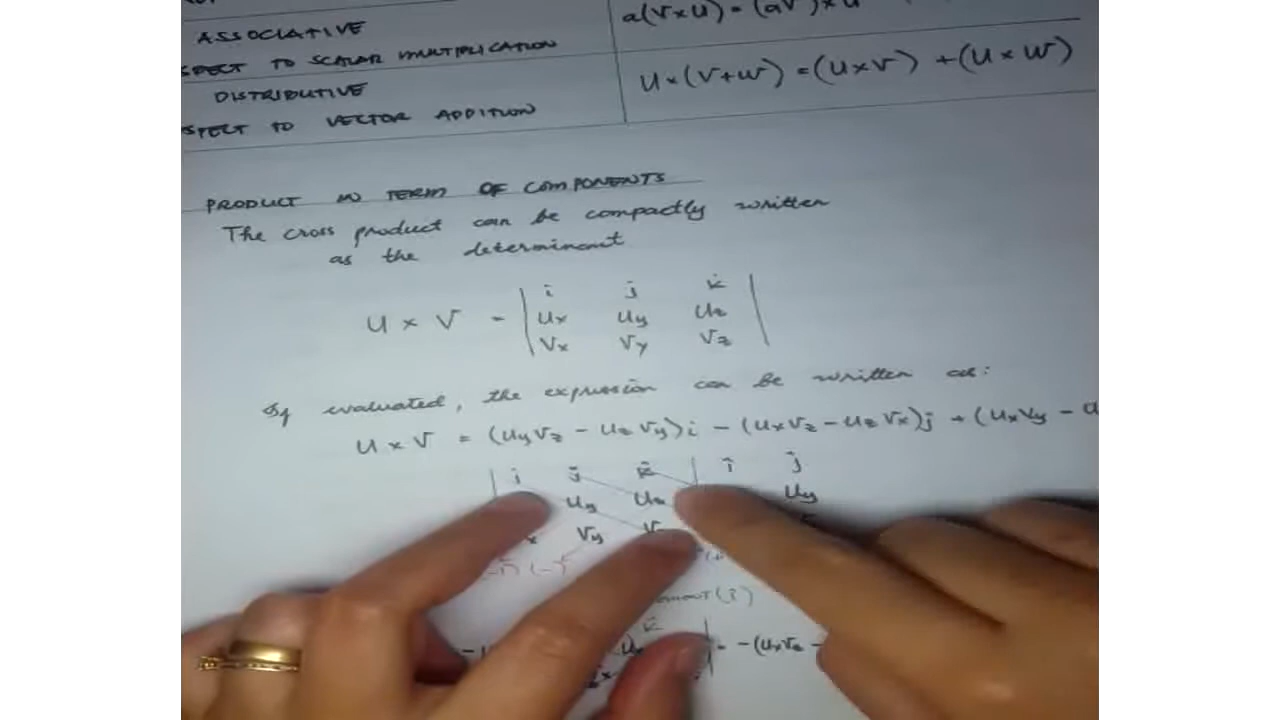 ASSOCIATIVE
SPECT TO SCALAR MULTIPLICATION
a(V×U) = (aV)×U
DISTRIBUTIVE
SPECT TO VECTOR ADDITION
U×(V+W) = (U×V) + (U×W)
PRODUCT IN TERM OF COMPONENTS
The cross product can be compactly written
as the determinant
i j k
U × V = | Ux Uy Uz |
Vx Vy Vz
If evaluated, the expression can be written as:
U × V = (UyVz - UzVy)i - (UxVz - UzVx)j + (UxVy - U
| i j k | i j
Uy Uz Uy
Vy V
(-) (-)
(j)
k
= -(UxVz -